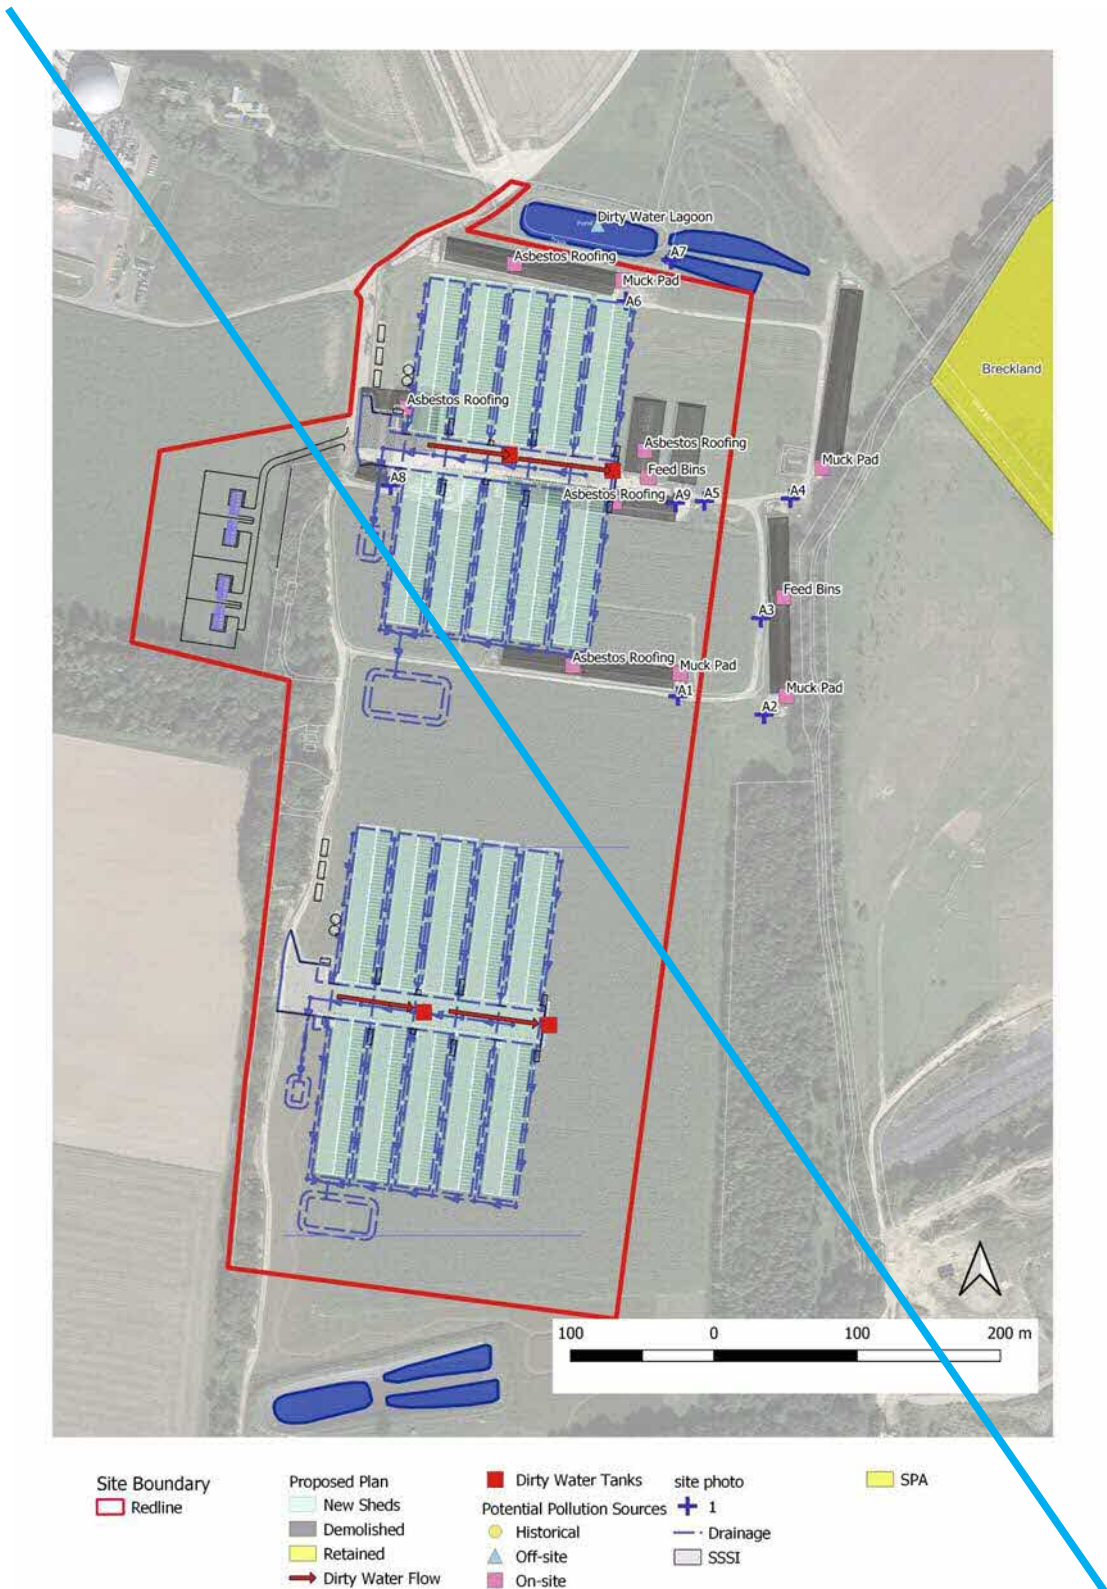 Dirty Water Lagoon
A7
Asbestos Roofing
Muck Pad
A6
Breckland
Asbestos Roofing
Asbestos Roofing
Muck Pad
Feed Bins
A8
Asbestos Roofing
A9
A5
A4
Feed Bins
A3
Asbestos Roofing
Muck Pad
A1
Muck Pad
A2
100 0 100 200 m
Site Boundary
Redline
Proposed Plan
New Sheds
Demolished
Retained
Dirty Water Flow
Dirty Water Tanks
Potential Pollution Sources
Historical
Off-site
On-site
site photo
1
Drainage
SSSI
SPA